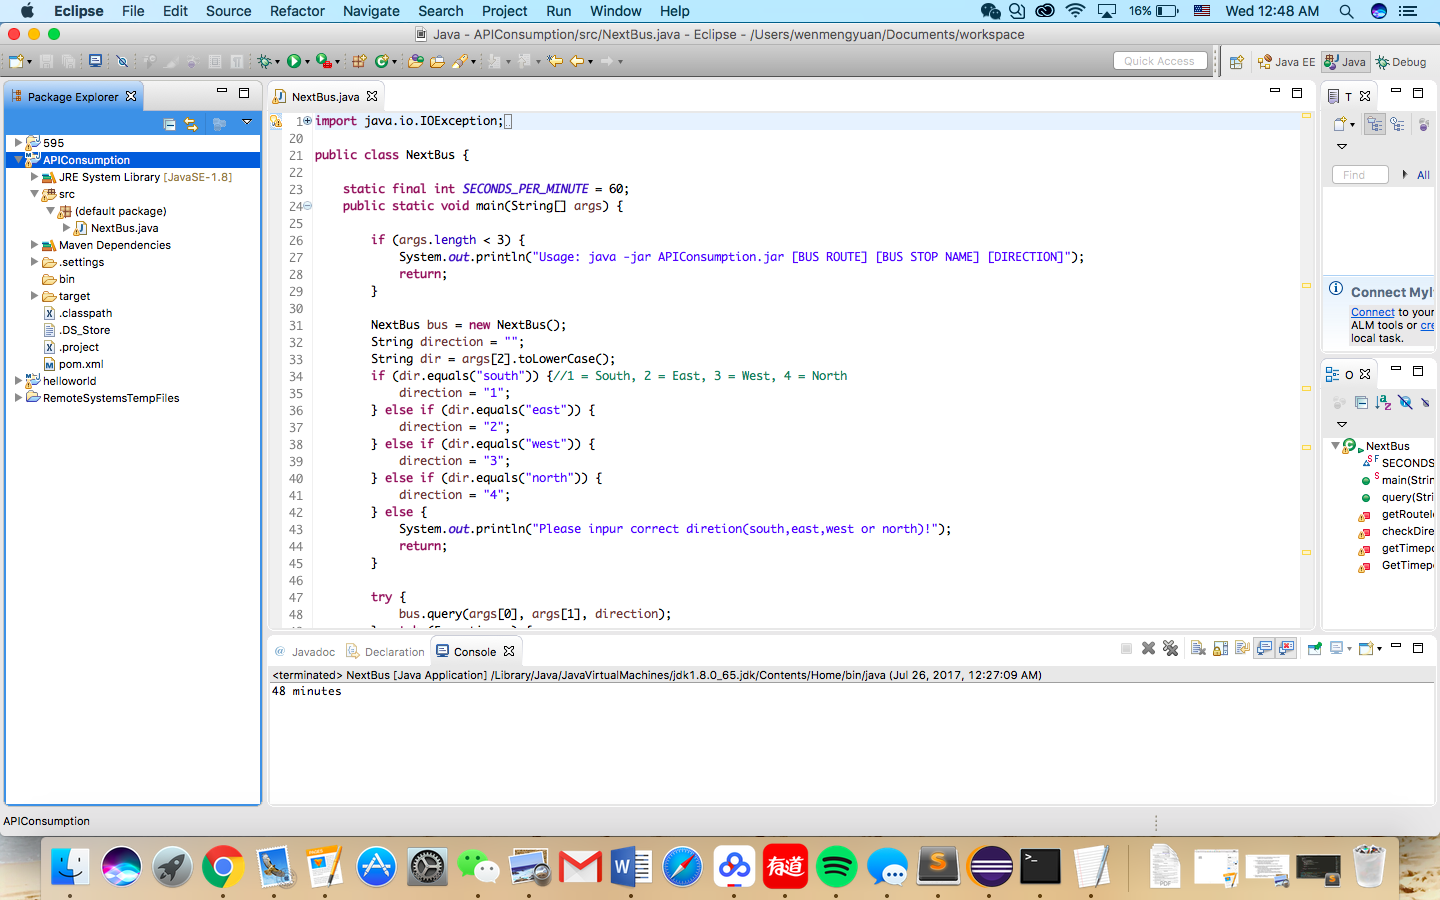 Eclipse File Edit Source Refactor Navigate Search Project Run Window Help 16% Wed 12:48 AM
Java - APIConsumption/src/NextBus.java - Eclipse - /Users/wenmengyuan/Documents/workspace
Quick Access Java EE Java Debug
Package Explorer
595
APIConsumption
JRE System Library [JavaSE-1.8]
src
(default package)
NextBus.java
Maven Dependencies
.settings
bin
target
.classpath
.DS_Store
.project
pom.xml
helloworld
RemoteSystemsTempFiles
NextBus.java
1 import java.io.IOException;
20
21 public class NextBus {
22
23 static final int SECONDS_PER_MINUTE = 60;
24 public static void main(String[] args) {
25
26 if (args.length < 3) {
27 System.out.println("Usage: java -jar APIConsumption.jar [BUS ROUTE] [BUS STOP NAME] [DIRECTION]");
28 return;
29 }
30
31 NextBus bus = new NextBus();
32 String direction = "";
33 String dir = args[2].toLowerCase();
34 if (dir.equals("south")) {//1 = South, 2 = East, 3 = West, 4 = North
35 direction = "1";
36 } else if (dir.equals("east")) {
37 direction = "2";
38 } else if (dir.equals("west")) {
39 direction = "3";
40 } else if (dir.equals("north")) {
41 direction = "4";
42 } else {
43 System.out.println("Please inpur correct diretion(south,east,west or north)!");
44 return;
45 }
46
47 try {
48 bus.query(args[0], args[1], direction);
T
Find All
Connect Myl
Connect to your
ALM tools or cre
local task.
O
NextBus
SECONDS
main(Strin
query(Stri
getRoutel
checkDire
getTimepo
GetTimepo
Javadoc Declaration Console
<terminated> NextBus [Java Application] /Library/Java/JavaVirtualMachines/jdk1.8.0_65.jdk/Contents/Home/bin/java (Jul 26, 2017, 12:27:09 AM)
48 minutes
APIConsumption
有道